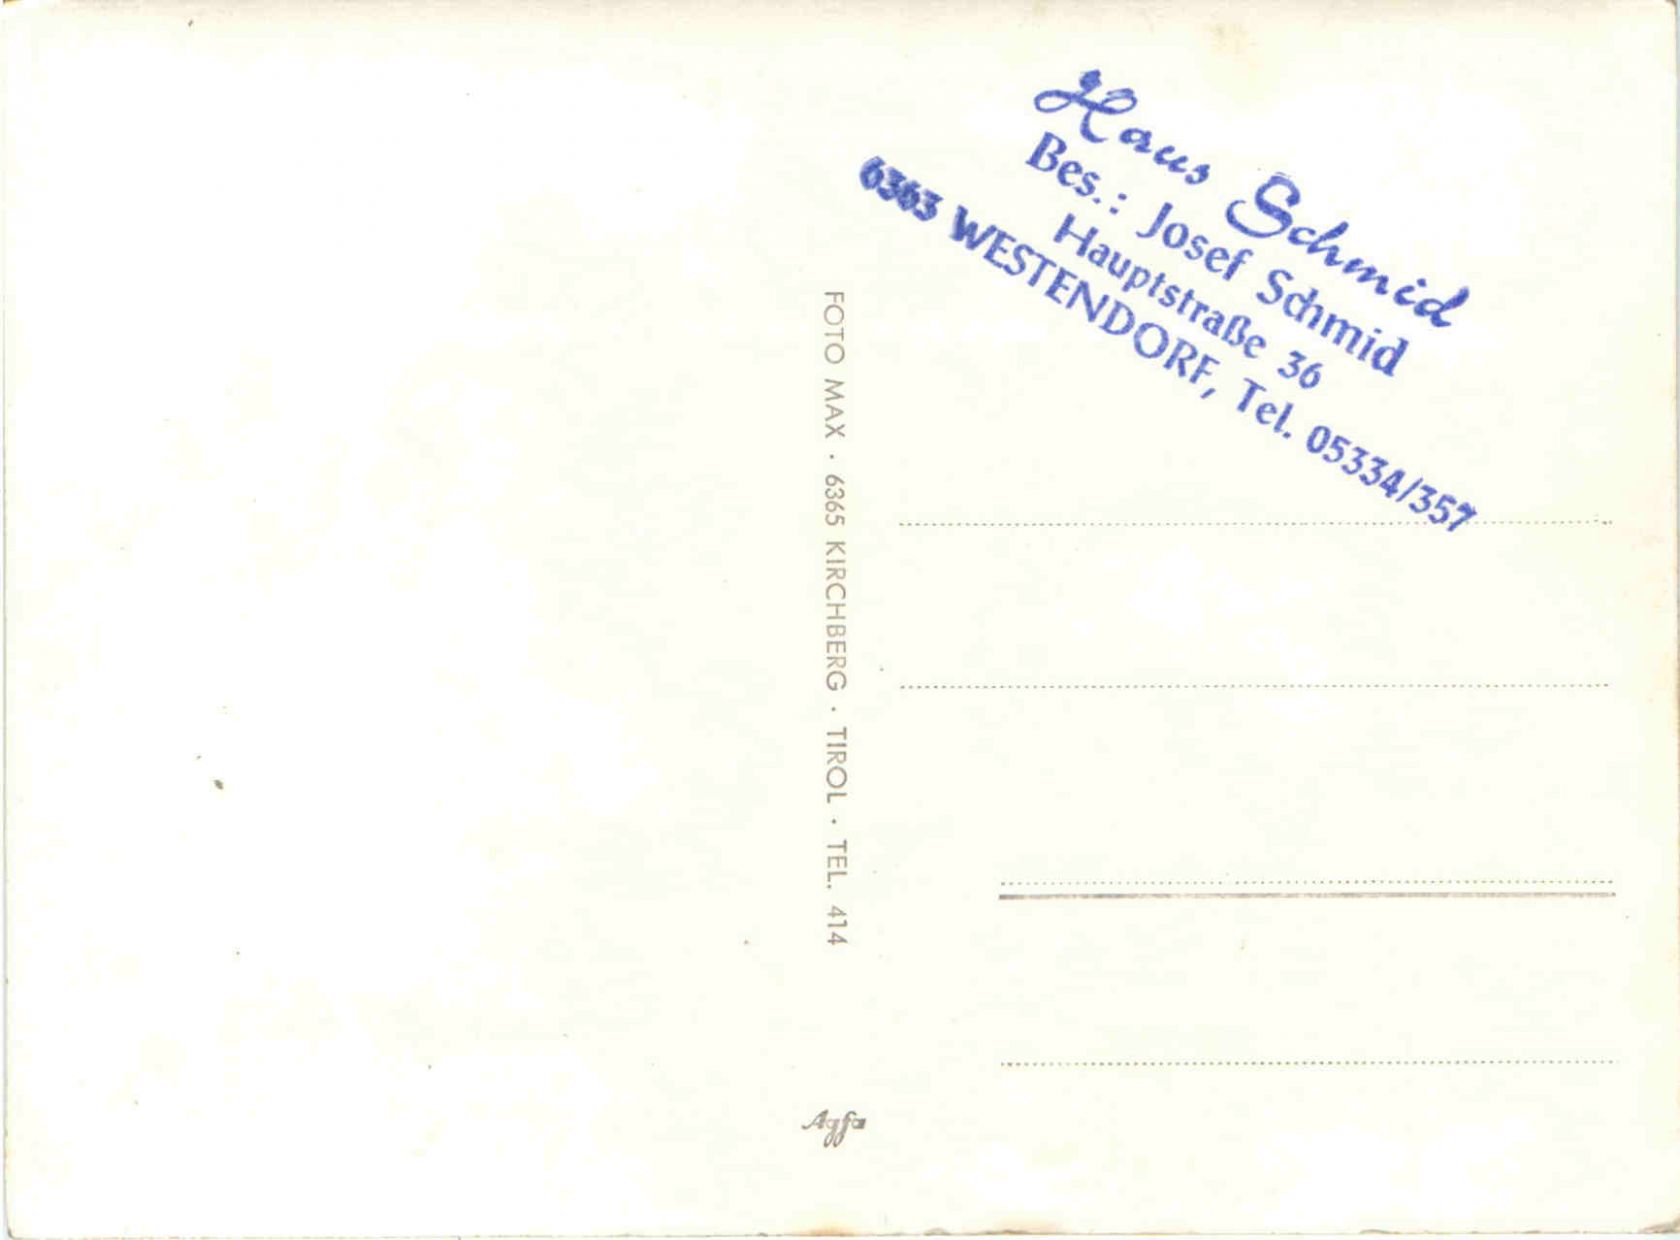 Haus Schmid
Bes.: Josef Schmid
Hauptstraße 36
6363 WESTENDORF, Tel. 05334/357
FOTO MAX · 6365 KIRCHBERG · TIROL · TEL. 414
Agfa